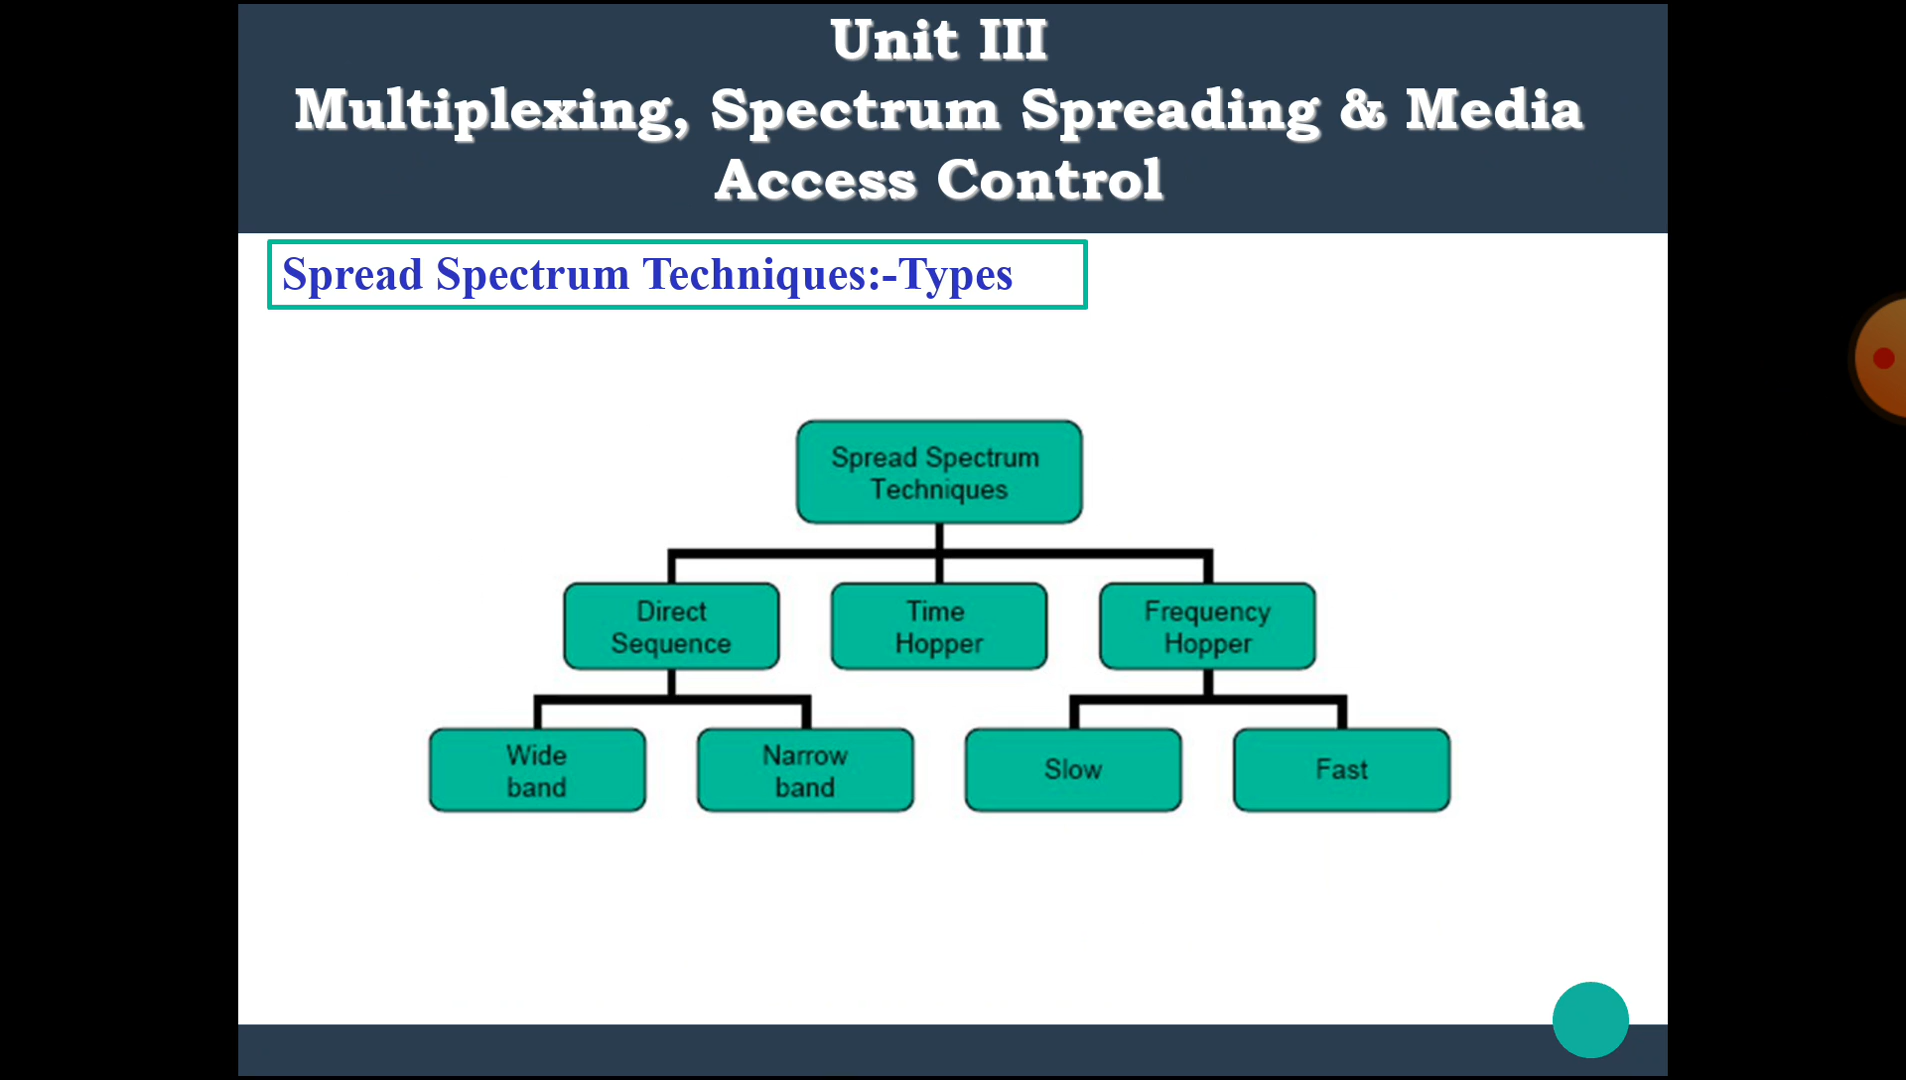 Unit III
Multiplexing, Spectrum Spreading & Media
Access Control
Spread Spectrum Techniques:-Types
Spread Spectrum
Techniques
Direct
Sequence
Time
Hopper
Frequency
Hopper
Wide
band
Narrow
band
Slow
Fast